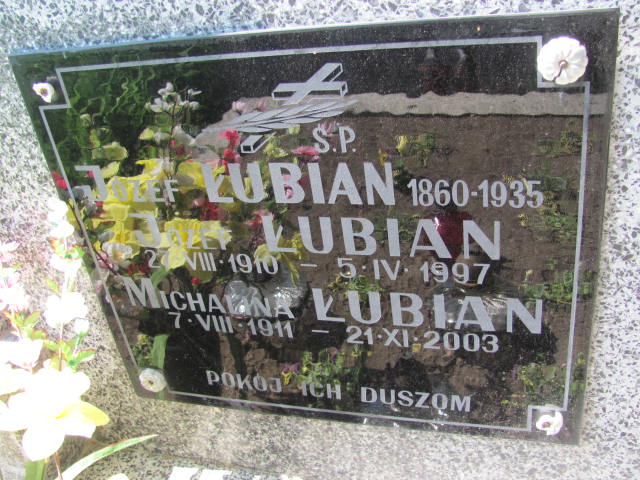 Ś.P.
JÓZEF ŁUBIAN 1860-1935
JÓZEF ŁUBIAN
27·VIII·1910 – 5·IV·1997
MICHALINA ŁUBIAN
7·VIII·1911 – 21·XI·2003
POKÓJ ICH DUSZOM